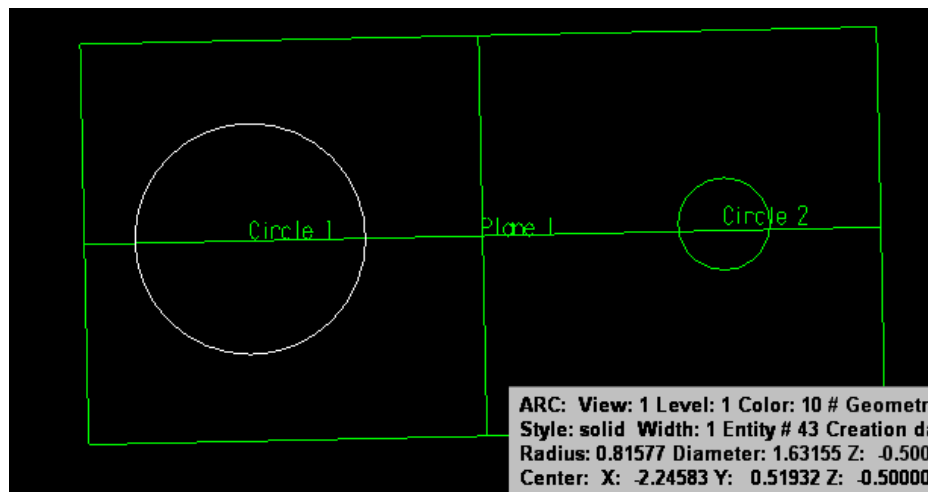 Circle 1
Plane 1
Circle 2
ARC: View: 1 Level: 1 Color: 10 # Geometr
Style: solid Width: 1 Entity # 43 Creation da
Radius: 0.81577 Diameter: 1.63155 Z: -0.500
Center: X: -2.24583 Y: 0.51932 Z: -0.50000